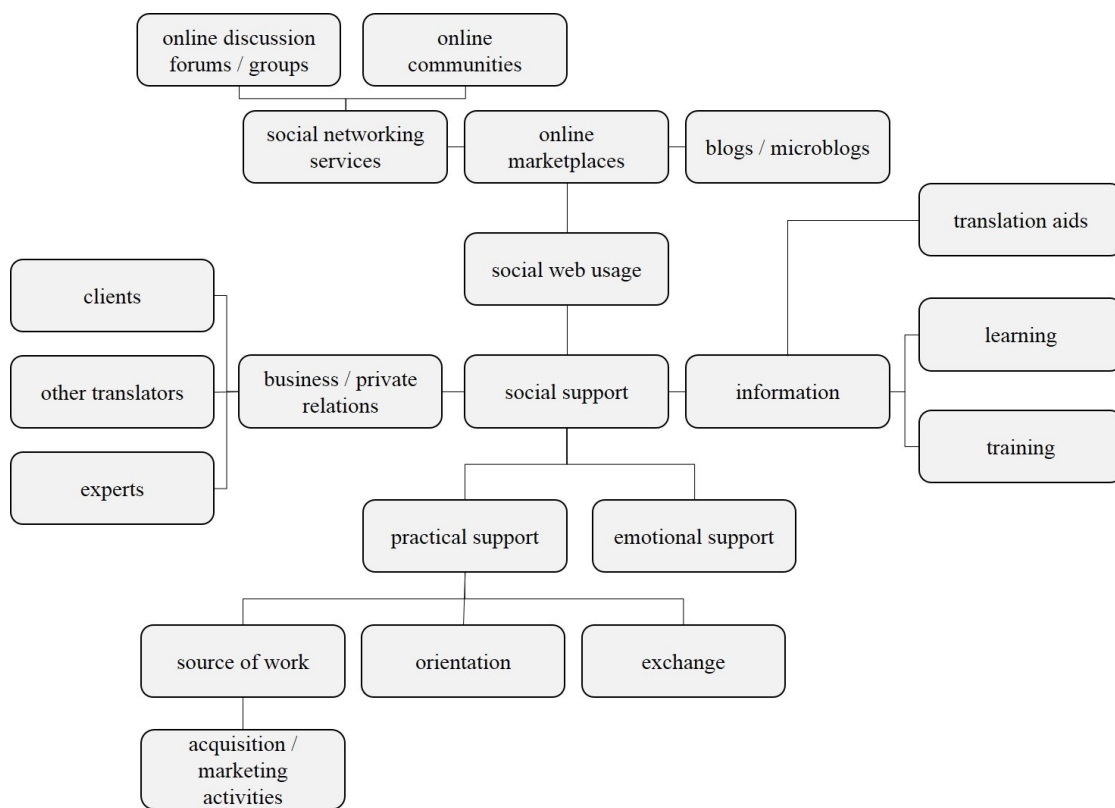 online discussion
forums / groups
online
communities
social networking
services
online
marketplaces
blogs / microblogs
translation aids
social web usage
clients
learning
other translators
business / private
relations
social support
information
training
experts
practical support
emotional support
source of work
orientation
exchange
acquisition /
marketing
activities